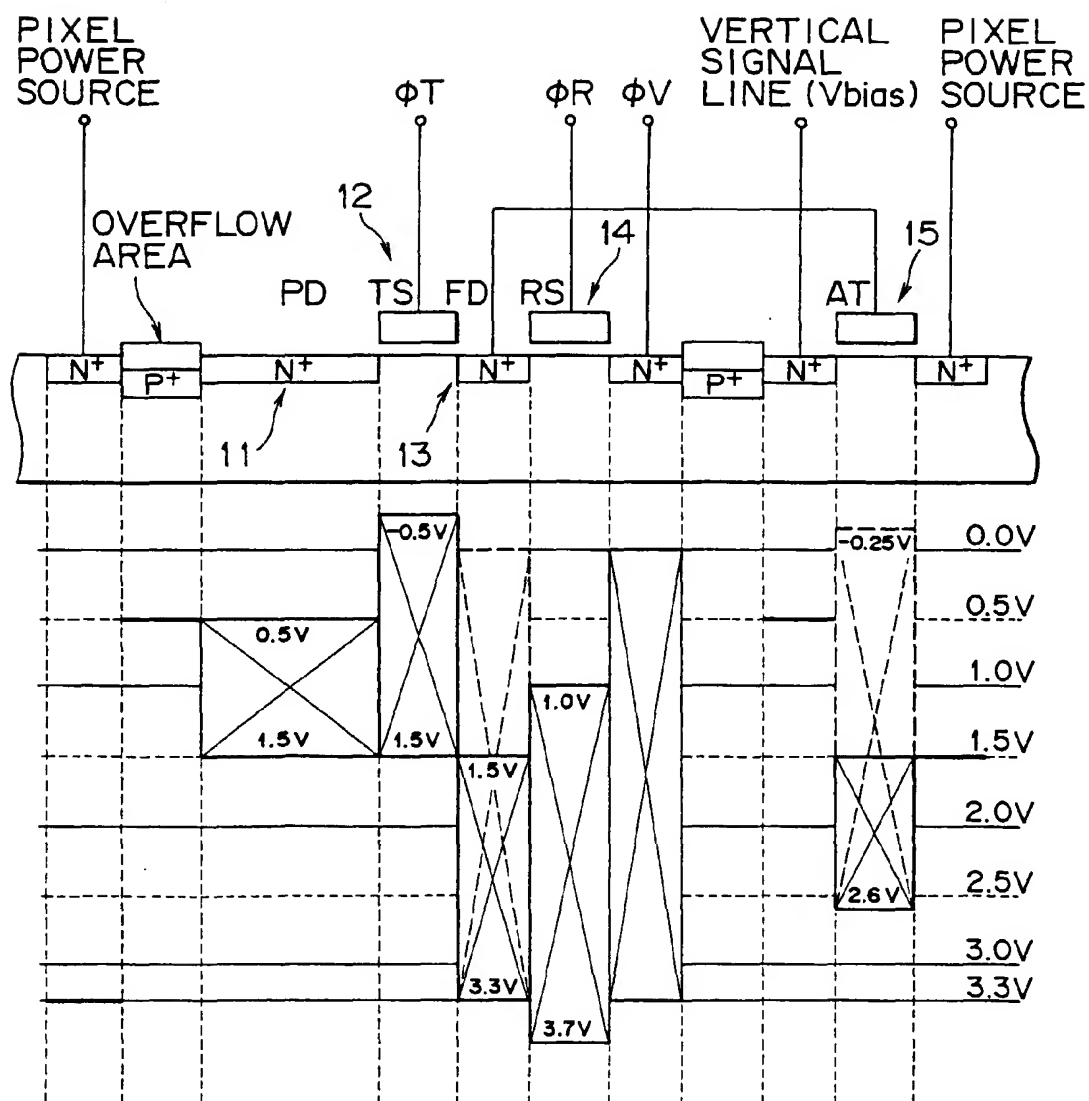 PIXEL
POWER
SOURCE
VERTICAL
SIGNAL
LINE (Vbias)
PIXEL
POWER
SOURCE
ΦT
ΦR
ΦV
OVERFLOW
AREA
12
14
15
PD
TS
FD
RS
AT
N+
P+
N+
N+
N+
P+
N+
N+
11
13
-0.5V
-0.25V
0.0V
0.5V
0.5V
1.0V
1.0V
1.5V
1.5V
1.5V
1.5V
2.0V
2.6V
2.5V
3.0V
3.3V
3.3V
3.7V